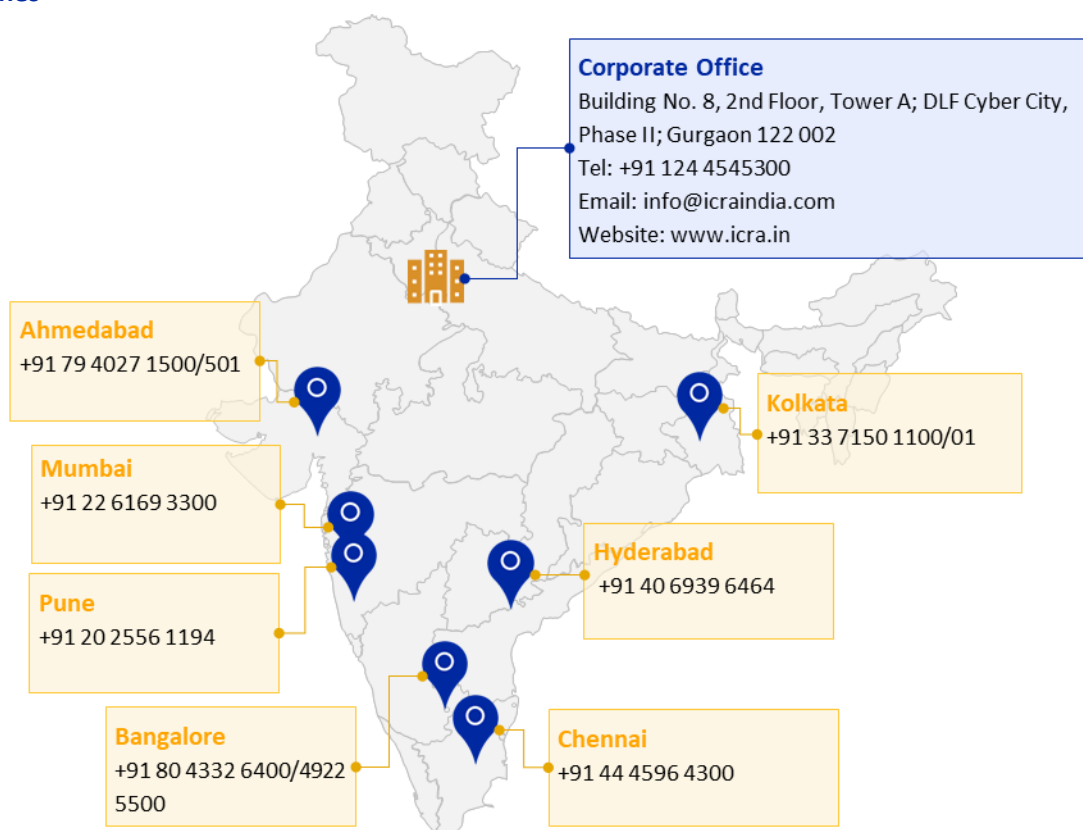 Corporate Office
Building No. 8, 2nd Floor, Tower A; DLF Cyber City,
Phase II; Gurgaon 122 002
Tel: +91 124 4545300
Email: info@icraindia.com
Website: www.icra.in
Ahmedabad
+91 79 4027 1500/501
Kolkata
+91 33 7150 1100/01
Mumbai
+91 22 6169 3300
Hyderabad
+91 40 6939 6464
Pune
+91 20 2556 1194
Bangalore
+91 80 4332 6400/4922
5500
Chennai
+91 44 4596 4300